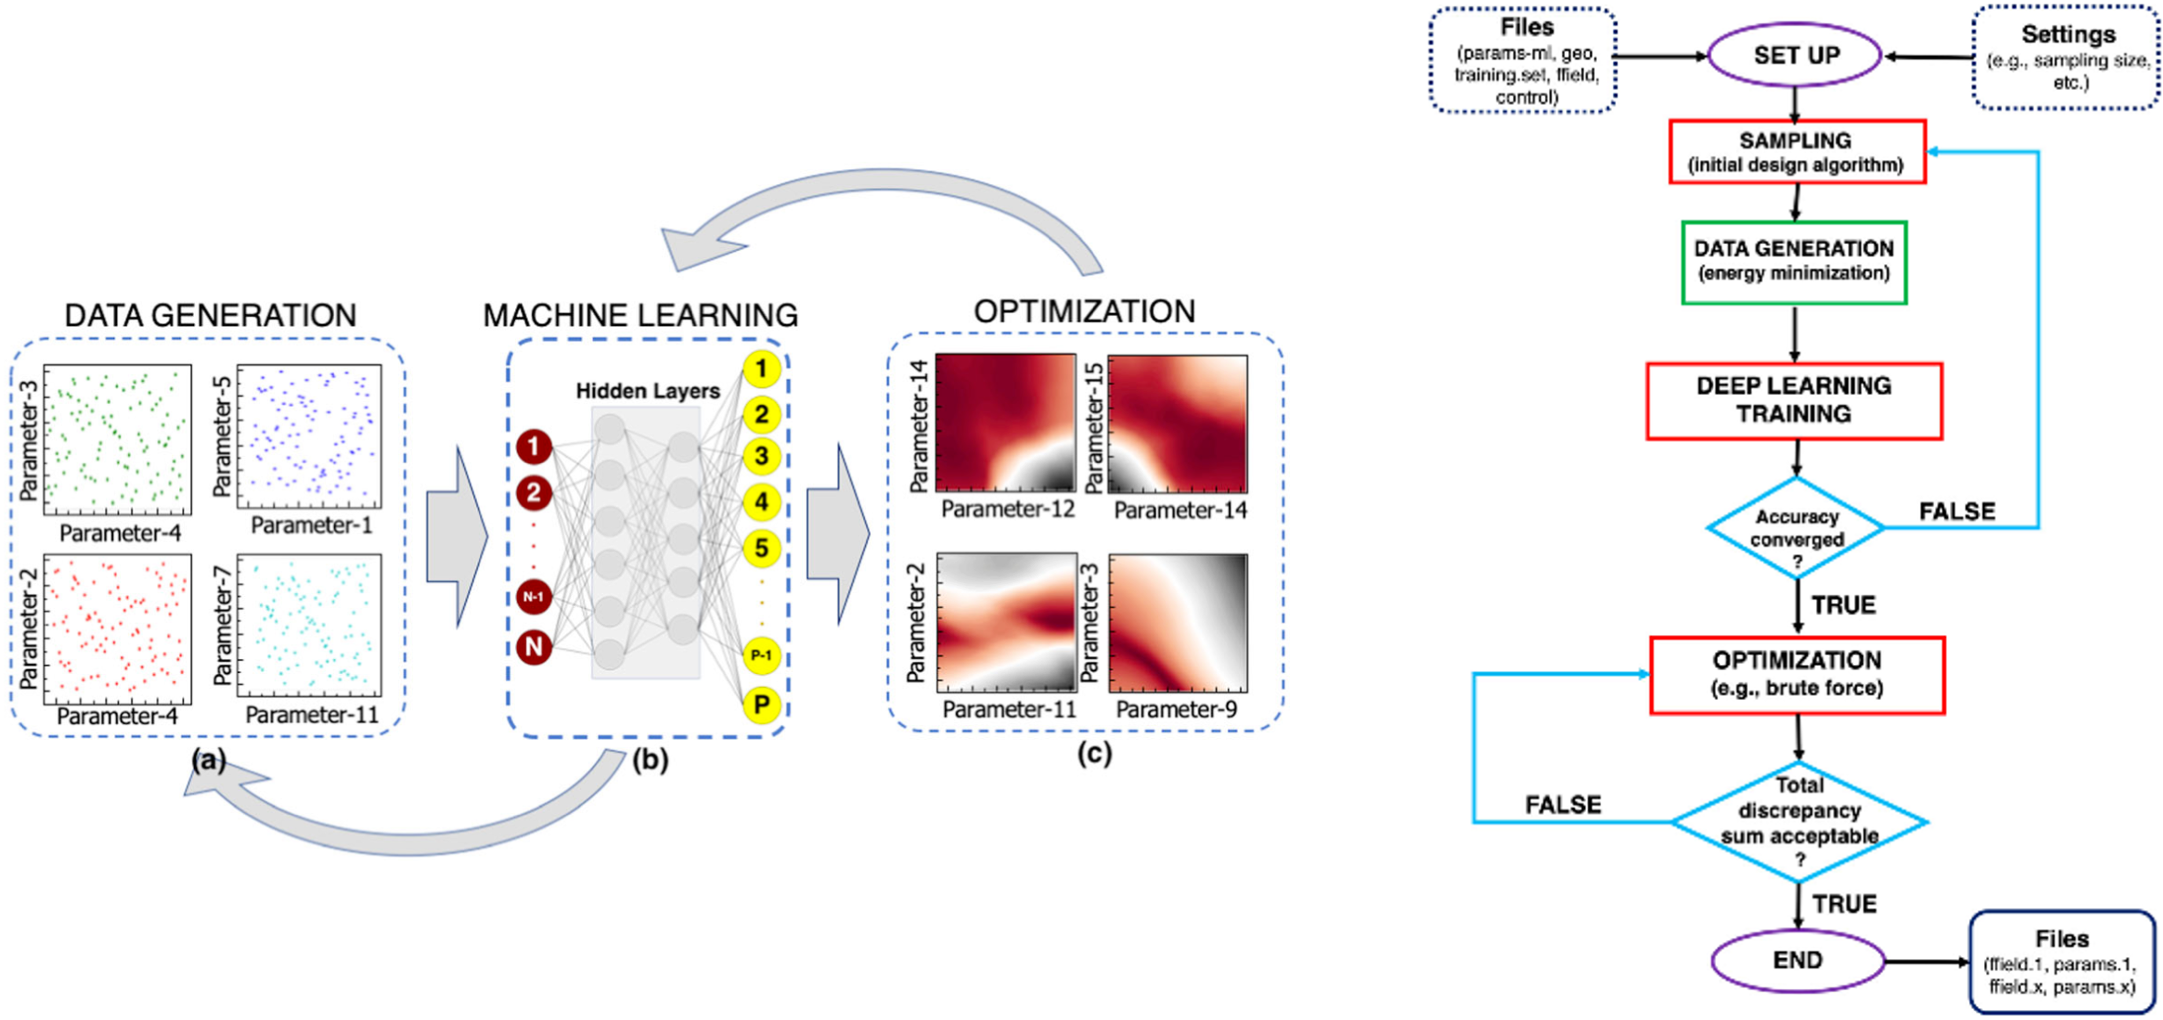 DATA GENERATION
Parameter-3
Parameter-4
Parameter-5
Parameter-1
Parameter-2
Parameter-4
Parameter-7
Parameter-11
(a)
MACHINE LEARNING
Hidden Layers
1
2
N-1
N
1
2
3
4
5
P-1
P
(b)
OPTIMIZATION
Parameter-14
Parameter-12
Parameter-15
Parameter-14
Parameter-2
Parameter-11
Parameter-3
Parameter-9
(c)
Files
(params-ml, geo,
training.set, ffield,
control)
SET UP
Settings
(e.g., sampling size,
etc.)
SAMPLING
(initial design algorithm)
DATA GENERATION
(energy minimization)
DEEP LEARNING
TRAINING
Accuracy
converged
?
FALSE
TRUE
OPTIMIZATION
(e.g., brute force)
Total
discrepancy
sum acceptable
?
FALSE
TRUE
END
Files
(ffield.1, params.1,
ffield.x, params.x)